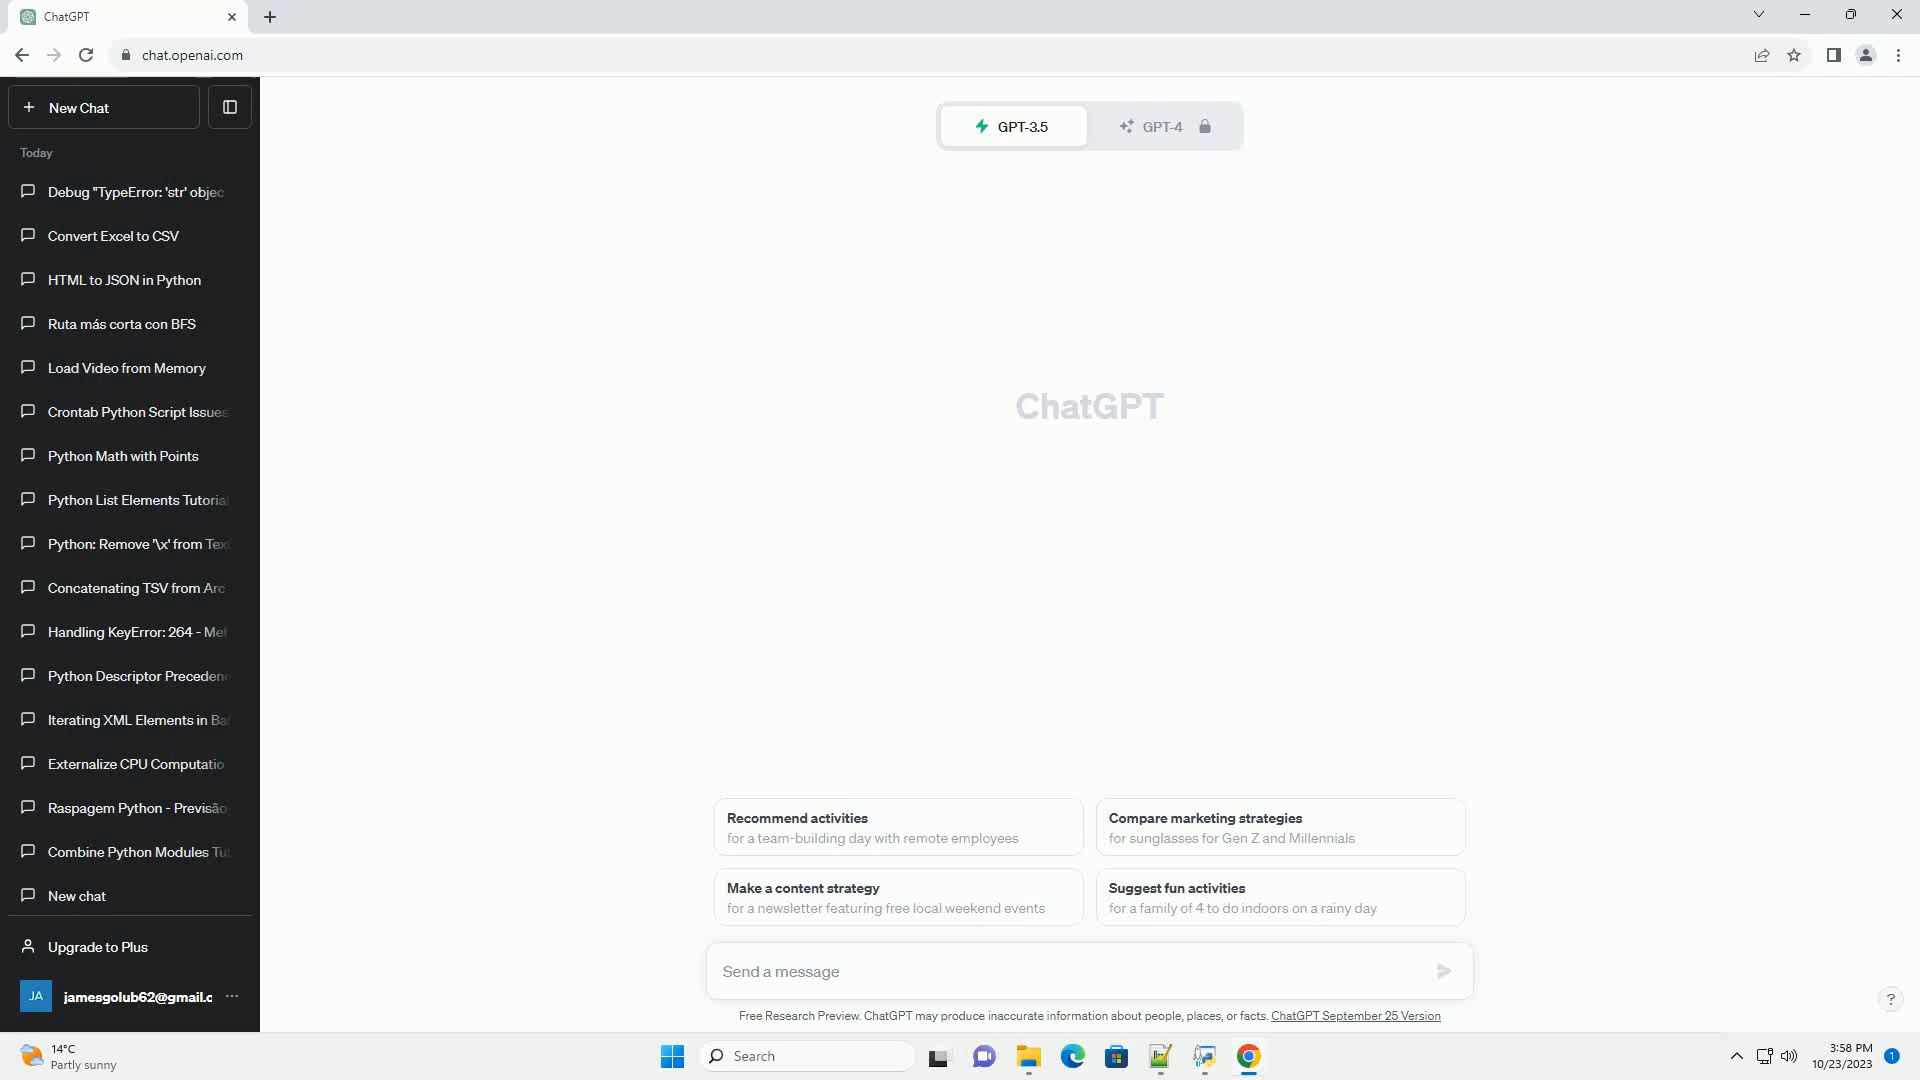 ChatGPT
chat.openai.com
New Chat
Today
Debug "TypeError: 'str' objec
Convert Excel to CSV
HTML to JSON in Python
Ruta más corta con BFS
Load Video from Memory
Crontab Python Script Issues
Python Math with Points
Python List Elements Tutorial
Python: Remove '\x' from Tex
Concatenating TSV from Arc
Handling KeyError: 264 - Me
Python Descriptor Preceden
Iterating XML Elements in Ba
Externalize CPU Computatio
Raspagem Python - Previsão
Combine Python Modules Tu
New chat
Upgrade to Plus
JA
jamesgolub62@gmail.c
GPT-3.5
GPT-4
ChatGPT
Recommend activities
for a team-building day with remote employees
Compare marketing strategies
for sunglasses for Gen Z and Millennials
Make a content strategy
for a newsletter featuring free local weekend events
Suggest fun activities
for a family of 4 to do indoors on a rainy day
Send a message
Free Research Preview. ChatGPT may produce inaccurate information about people, places, or facts. ChatGPT September 25 Version
?
14°C
Partly sunny
Search
3:58 PM
10/23/2023
1